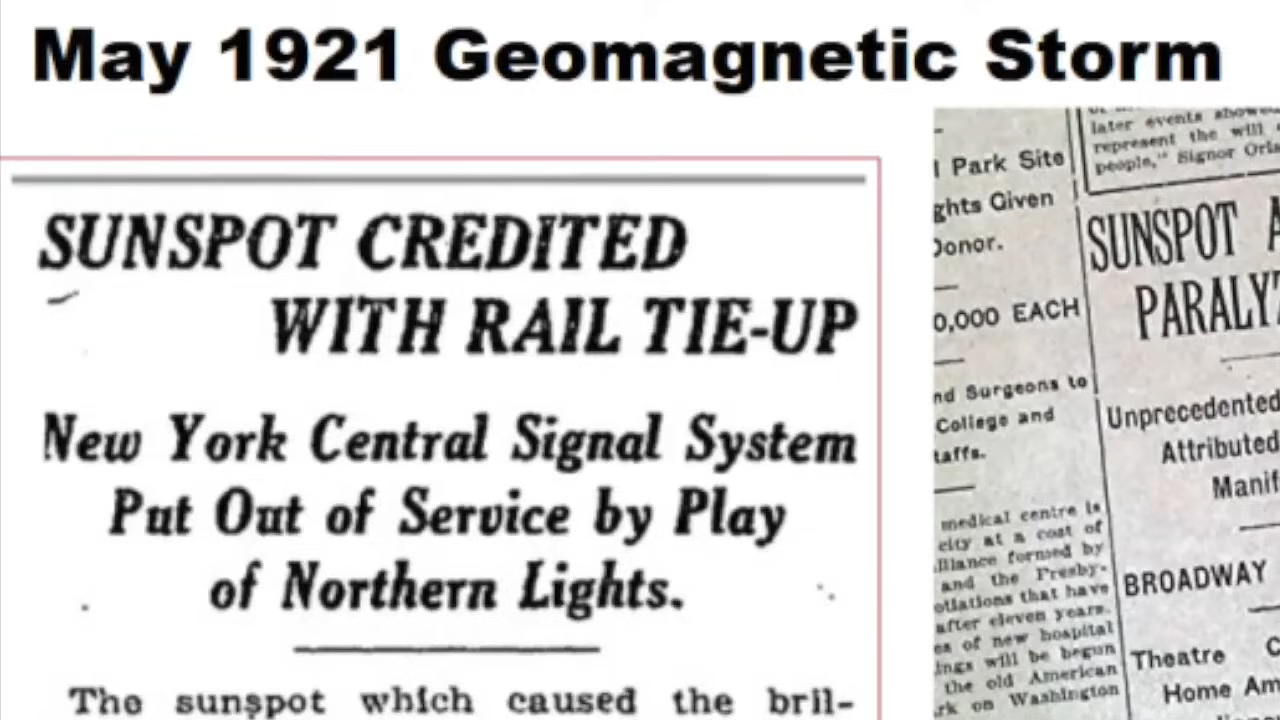 May 1921 Geomagnetic Storm
SUNSPOT CREDITED
WITH RAIL TIE-UP
New York Central Signal System
Put Out of Service by Play
of Northern Lights.
The sunspot which caused the bril-
Park Site
Given
Donor.
0,000 EACH
Surgeons to
College and
medical centre is
city at a cost of
formed by
and the Presby-
that have
after eleven years.
of new hospital
will be begun
the old American
on Washington
later events
represent the will
people," Signor
SUNSPOT
PARALY
Unprecedented
Attributed
Manif
BROADWAY
Theatre
Home